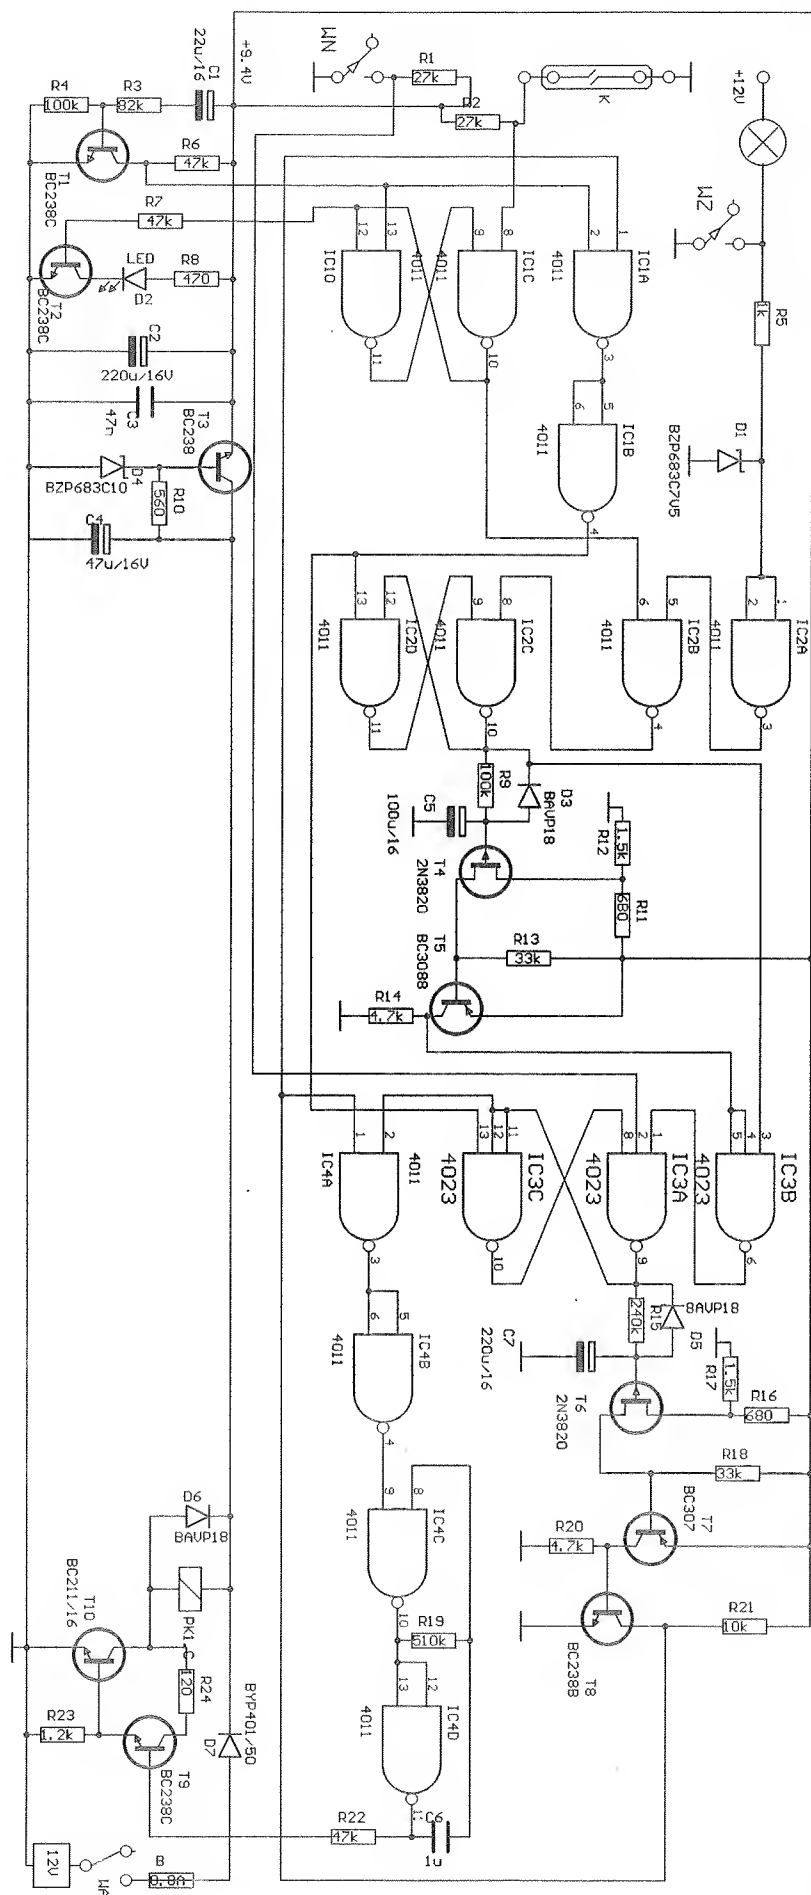 +12V
WZ
R5
1k
D1
BZP683C7V5
K
WN
R1
27k
R2
27k
+9.4V
C1
22u/16
R3
82k
R4
100k
R6
47k
T1
BC238C
R7
47k
LED
D2
R8
470
T2
BC238C
C2
220u/16V
C3
47n
T3
BC238
D4
BZP683C10
R10
560
C4
47u/16V
1
2
3
IC1A
4011
5
6
4
IC1B
4011
8
9
10
IC1C
4011
12
13
11
IC1D
4011
1
2
3
IC2A
4011
5
6
4
IC2B
4011
8
9
10
IC2C
4011
12
13
11
IC2D
4011
R9
100k
D3
BAVP18
C5
100u/16
T4
2N3820
R12
1.5k
R11
680
R13
33k
T5
BC308B
R14
4.7k
3
4
5
6
IC3B
4023
1
2
8
9
IC3A
4023
11
12
13
10
IC3C
4023
2
1
3
IC4A
4011
5
6
4
IC4B
4011
8
9
10
IC4C
4011
12
13
11
IC4D
4011
R15
240k
D5
BAVP18
C7
220u/16
T6
2N3820
R17
1.5k
R16
680
R18
33k
T7
BC307
R20
4.7k
T8
BC238B
R21
10k
R19
510k
C6
1u
R22
47k
D6
BAVP18
PK1
C
T10
BC211/16
R24
120
R23
1.2k
T9
BC238C
D7
BYP401/50
B
0.8A
12V